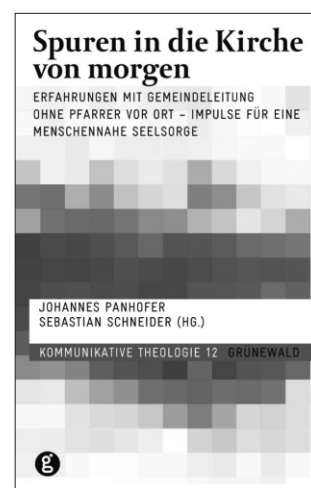 Spuren in die Kirche
von morgen
ERFAHRUNGEN MIT GEMEINDELEITUNG
OHNE PFARRER VOR ORT – IMPULSE FÜR EINE
MENSCHENNAHE SEELSORGE
JOHANNES PANHOFER
SEBASTIAN SCHNEIDER (HG.)
KOMMUNIKATIVE THEOLOGIE 12 GRÜNEWALD
g